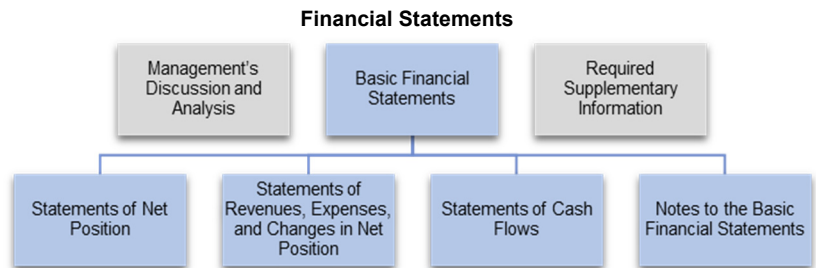 Financial Statements
Management's
Discussion and
Analysis
Basic Financial
Statements
Required
Supplementary
Information
Statements of Net
Position
Statements of
Revenues, Expenses,
and Changes in Net
Position
Statements of Cash
Flows
Notes to the Basic
Financial Statements